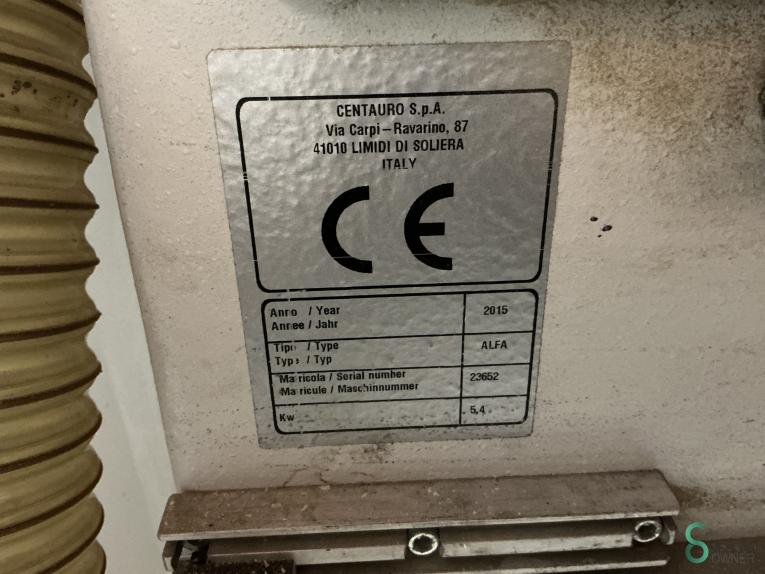 CENTAURO S.p.A.
Via Carpi - Ravarino, 87
41010 LIMIDI DI SOLIERA
ITALY
CE
Anno / Year 2015
Annee / Jahr
Tipo / Type ALFA
Type / Typ
Matricola / Serial number 23652
Matricule / Maschinnummer
Kw 5,4
OWNER